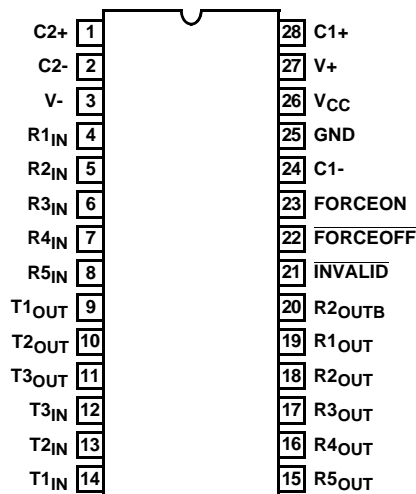 C2+ 1 28 C1+
C2- 2 27 V+
V- 3 26 VCC
R1IN 4 25 GND
R2IN 5 24 C1-
R3IN 6 23 FORCEON
R4IN 7 22 FORCEOFF
R5IN 8 21 INVALID
T1OUT 9 20 R2OUTB
T2OUT 10 19 R1OUT
T3OUT 11 18 R2OUT
T3IN 12 17 R3OUT
T2IN 13 16 R4OUT
T1IN 14 15 R5OUT